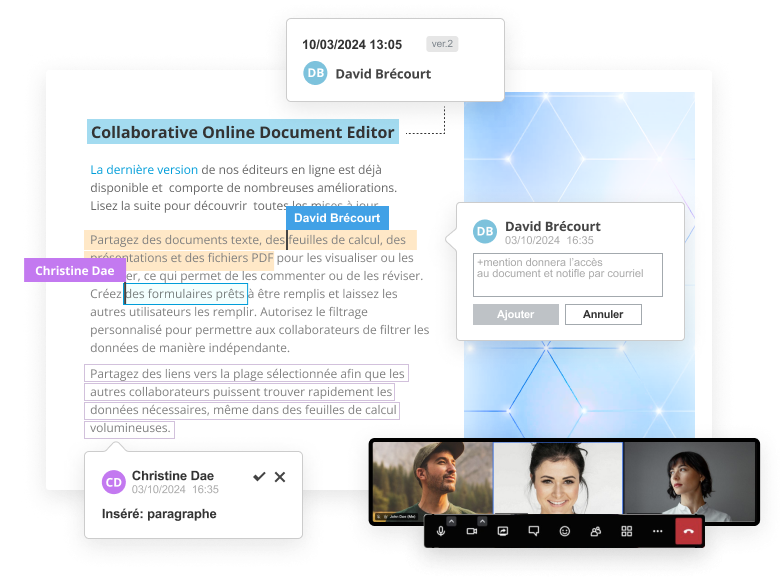 10/03/2024 13:05 ver.2
DB David Brécourt
Collaborative Online Document Editor
La dernière version de nos éditeurs en ligne est déjà
disponible et comporte de nombreuses améliorations.
Lisez la suite pour découvrir toutes les mises à jour
David Brécourt
Partagez des documents texte, des feuilles de calcul, des
présentations et des fichiers PDF pour les visualiser ou les
Christine Dae
er, ce qui permet de les commenter ou de les réviser.
Créez des formulaires prêts à être remplis et laissez les
autres utilisateurs les remplir. Autorisez le filtrage
personnalisé pour permettre aux collaborateurs de filtrer les
données de manière indépendante.
Partagez des liens vers la plage sélectionnée afin que les
autres collaborateurs puissent trouver rapidement les
données nécessaires, même dans des feuilles de calcul
volumineuses.
CD Christine Dae
03/10/2024 16:35
Inséré: paragraphe
DB David Brécourt
03/10/2024 16:35
+mention donnera l'accès
au document et notifie par courriel
Ajouter Annuler
John Doe (Me)